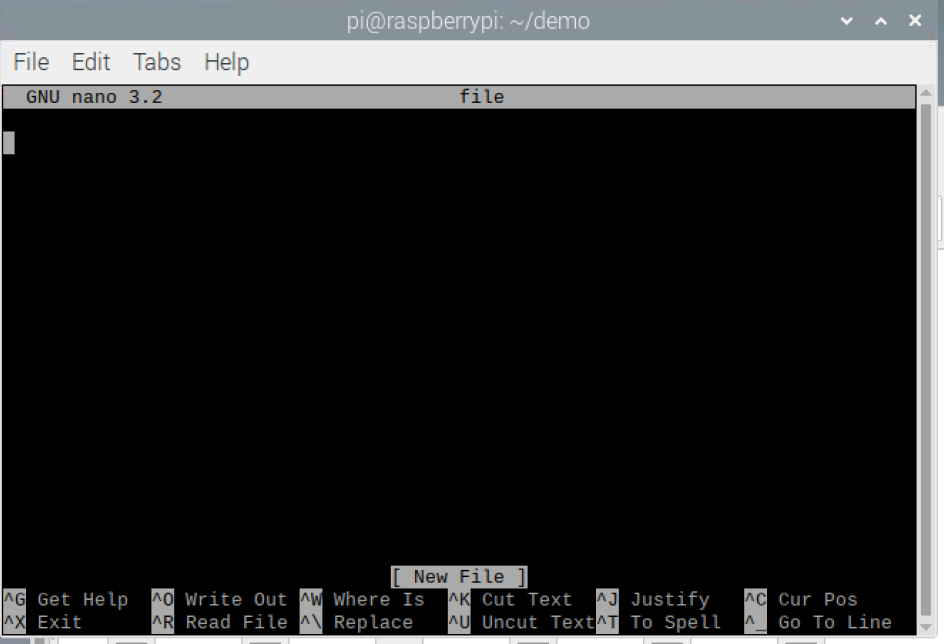 pi@raspberrypi: ~/demo
File Edit Tabs Help
GNU nano 3.2 file
[ New File ]
^G Get Help ^O Write Out ^W Where Is ^K Cut Text ^J Justify ^C Cur Pos
^X Exit ^R Read File ^\ Replace ^U Uncut Text ^T To Spell ^_ Go To Line